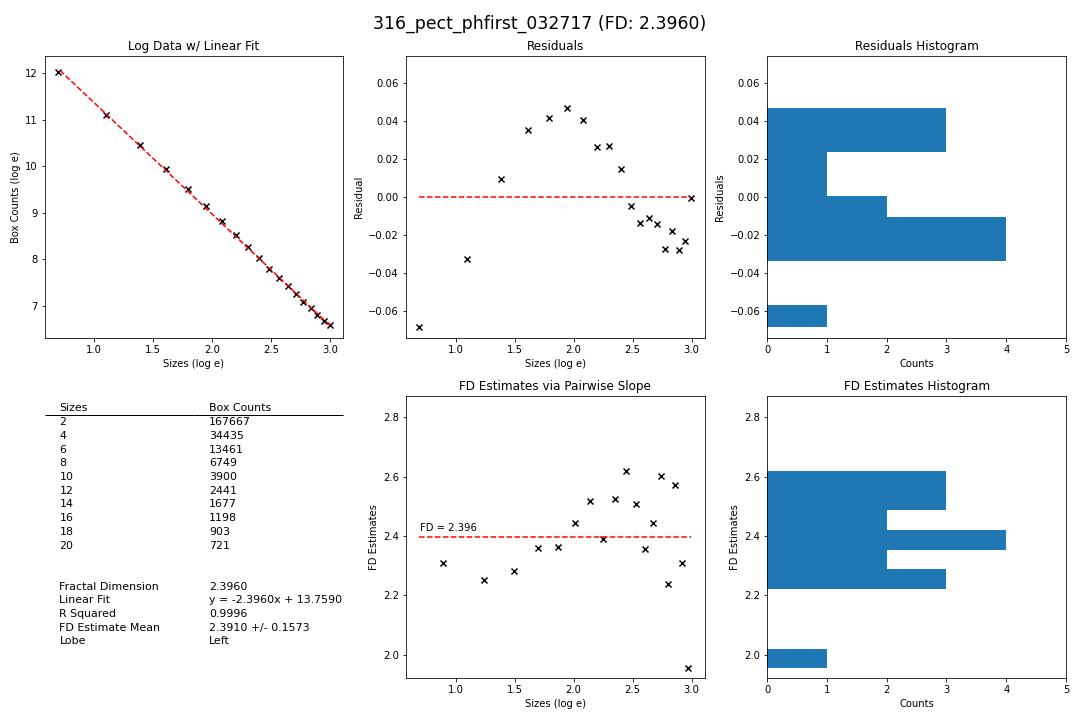 316_pect_phfirst_032717 (FD: 2.3960)
Log Data w/ Linear Fit
Box Counts (log e)
12
11
10
9
8
7
1.0 1.5 2.0 2.5 3.0
Sizes (log e)
Residuals
Residual
0.06
0.04
0.02
0.00
−0.02
−0.04
−0.06
1.0 1.5 2.0 2.5 3.0
Sizes (log e)
Residuals Histogram
Residuals
0.06
0.04
0.02
0.00
−0.02
−0.04
−0.06
0 1 2 3 4 5
Counts
Sizes Box Counts
2 167667
4 34435
6 13461
8 6749
10 3900
12 2441
14 1677
16 1198
18 903
20 721
Fractal Dimension 2.3960
Linear Fit y = -2.3960x + 13.7590
R Squared 0.9996
FD Estimate Mean 2.3910 +/- 0.1573
Lobe Left
FD Estimates via Pairwise Slope
FD Estimates
2.8
2.6
2.4
2.2
2.0
FD = 2.396
1.0 1.5 2.0 2.5 3.0
Sizes (log e)
FD Estimates Histogram
FD Estimates
2.8
2.6
2.4
2.2
2.0
0 1 2 3 4 5
Counts